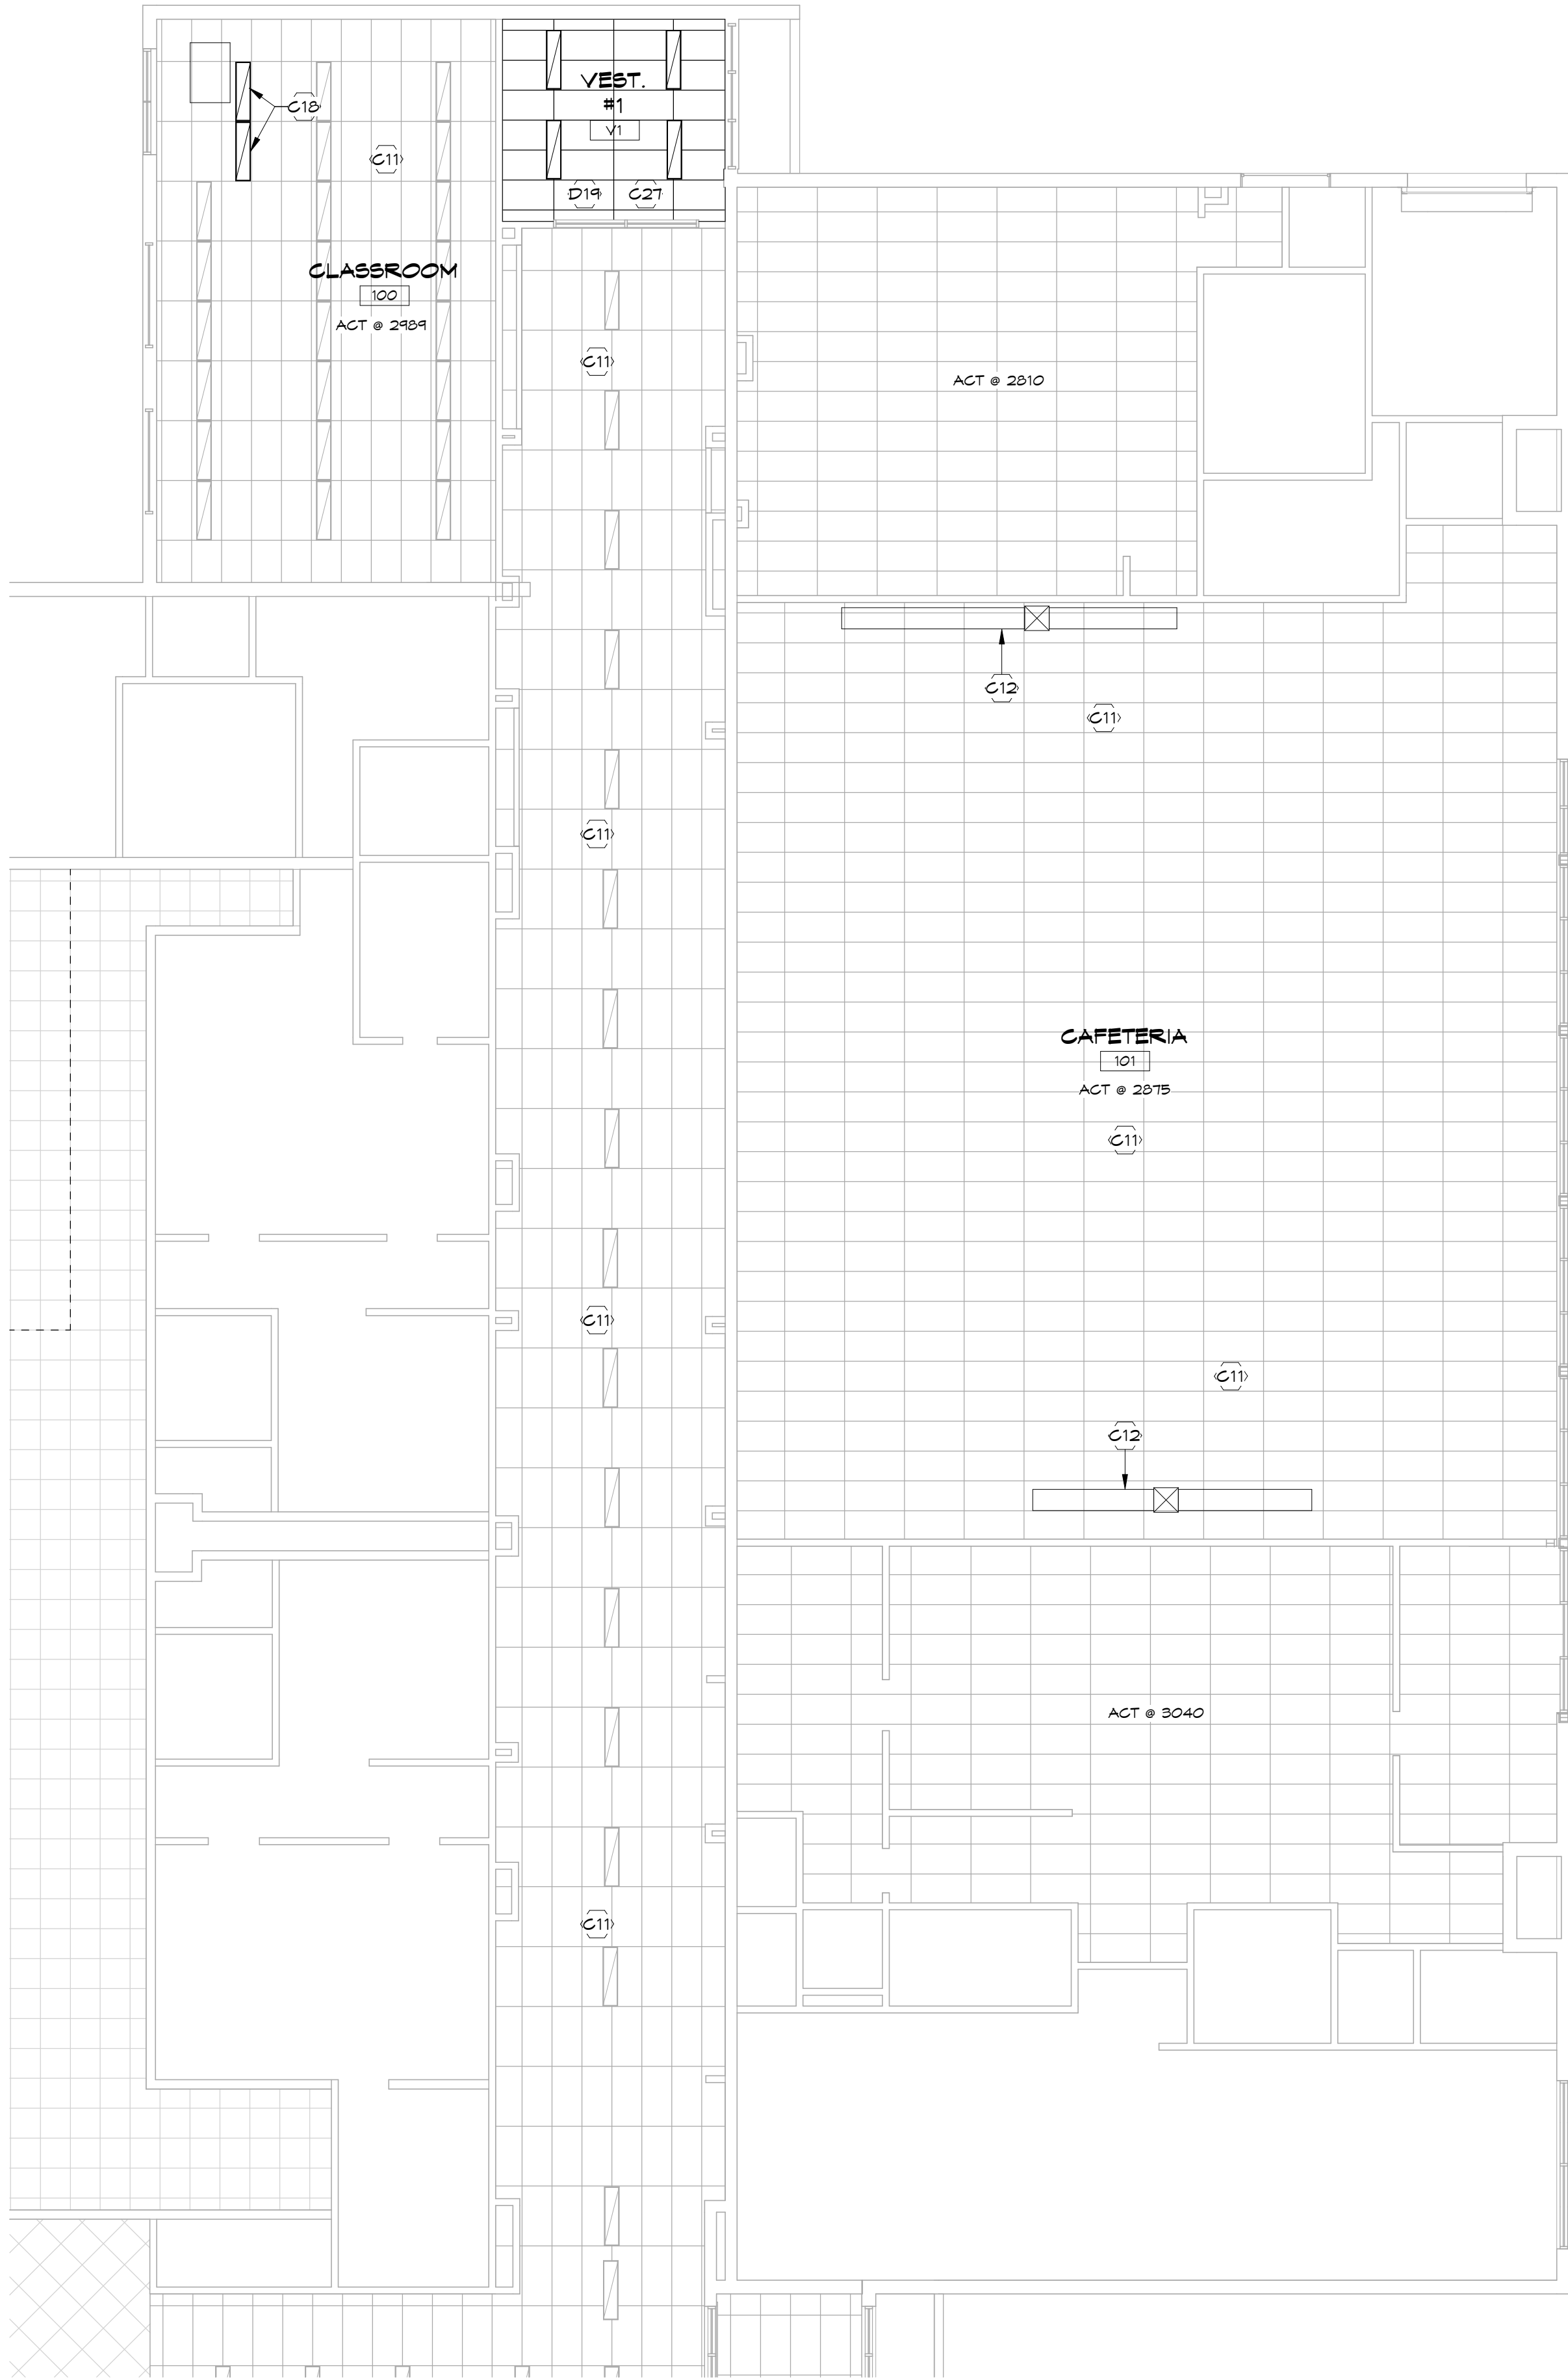 VEST.
#1
V1
D19
C27
C18
C11
CLASSROOM
100
ACT @ 2989
C11
ACT @ 2810
C12
C11
C11
CAFETERIA
101
ACT @ 2875
C11
C11
C11
C12
ACT @ 3040
C11